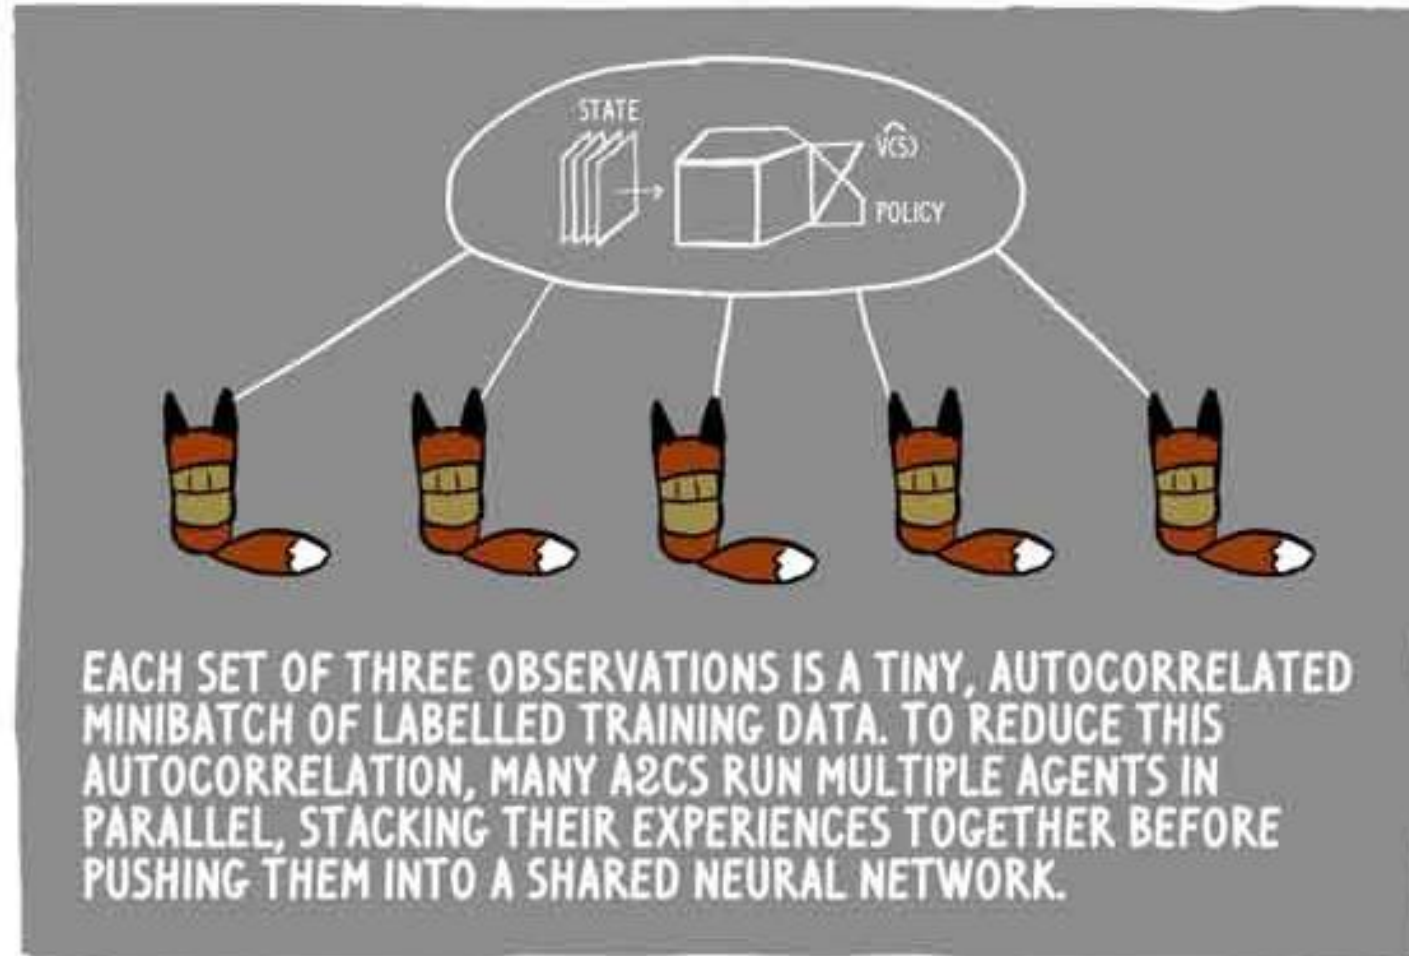 STATE
V̂(S)
POLICY
EACH SET OF THREE OBSERVATIONS IS A TINY, AUTOCORRELATED
MINIBATCH OF LABELLED TRAINING DATA. TO REDUCE THIS
AUTOCORRELATION, MANY A2CS RUN MULTIPLE AGENTS IN
PARALLEL, STACKING THEIR EXPERIENCES TOGETHER BEFORE
PUSHING THEM INTO A SHARED NEURAL NETWORK.